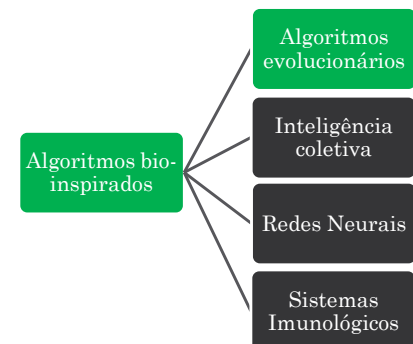 Algoritmos
evolucionários
Inteligência
coletiva
Algoritmos bio-
inspirados
Redes Neurais
Sistemas
Imunológicos